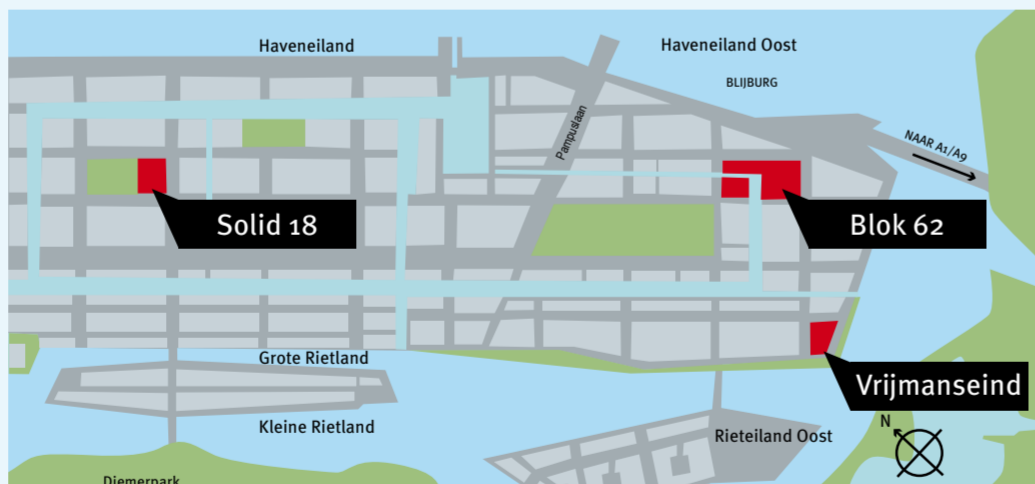 Haveneiland
Haveneiland Oost
BLIJBURG
Pampuslaan
NAAR A1/A9
Solid 18
Blok 62
Grote Rietland
Vrijmanseind
Kleine Rietland
N
Rieteiland Oost
Diemerpark